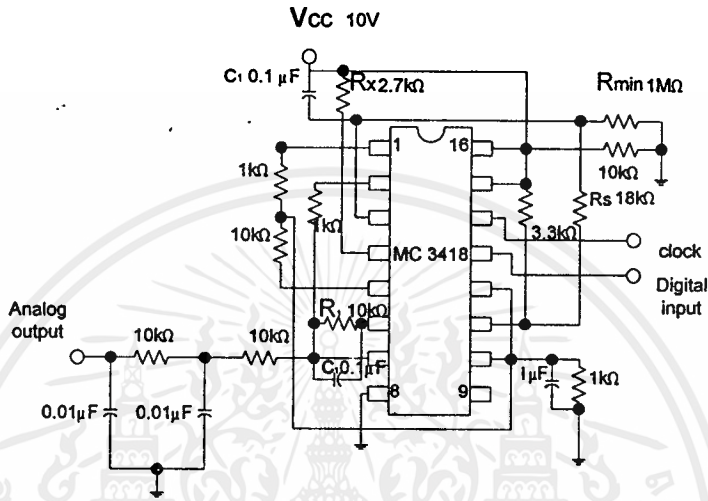 VCC 10V
C₁ 0.1 µF
Rx 2.7kΩ
Rmin 1MΩ
1
16
1kΩ
10kΩ
1kΩ
Rs 18kΩ
3.3kΩ
10kΩ
MC 3418
clock
Digital
input
Analog
output
R₁ 10kΩ
10kΩ
10kΩ
C₁ 0.1µF
1µF
1kΩ
0.01µF
0.01µF
8
9